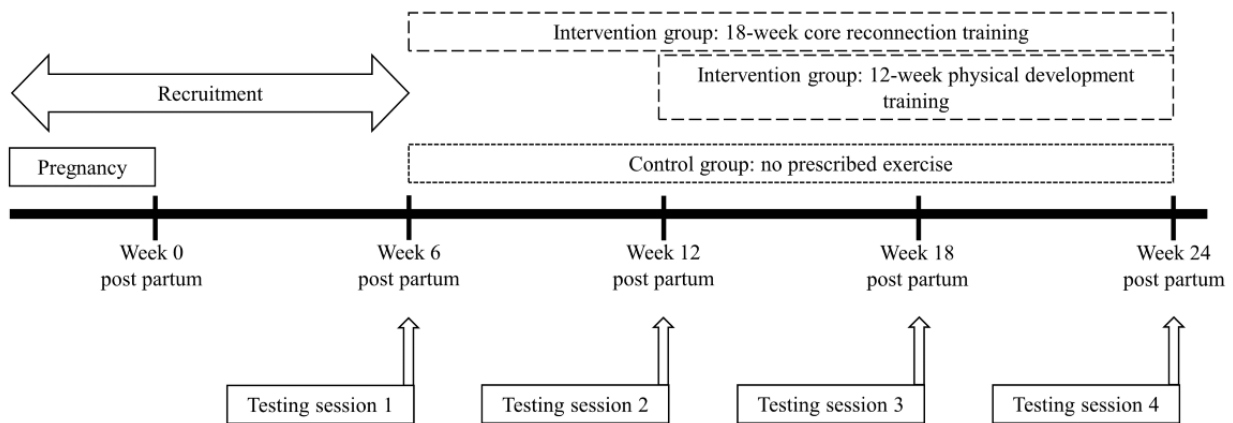 Intervention group: 18-week core reconnection training
Intervention group: 12-week physical development
training
Recruitment
Pregnancy
Control group: no prescribed exercise
Week 0
post partum
Week 6
post partum
Week 12
post partum
Week 18
post partum
Week 24
post partum
Testing session 1
Testing session 2
Testing session 3
Testing session 4